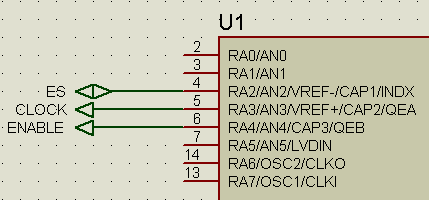 U1
2 RA0/AN0
3 RA1/AN1
ES 4 RA2/AN2/VREF-/CAP1/INDX
CLOCK 5 RA3/AN3/VREF+/CAP2/QEA
ENABLE 6 RA4/AN4/CAP3/QEB
7 RA5/AN5/LVDIN
14 RA6/OSC2/CLKO
13 RA7/OSC1/CLKI